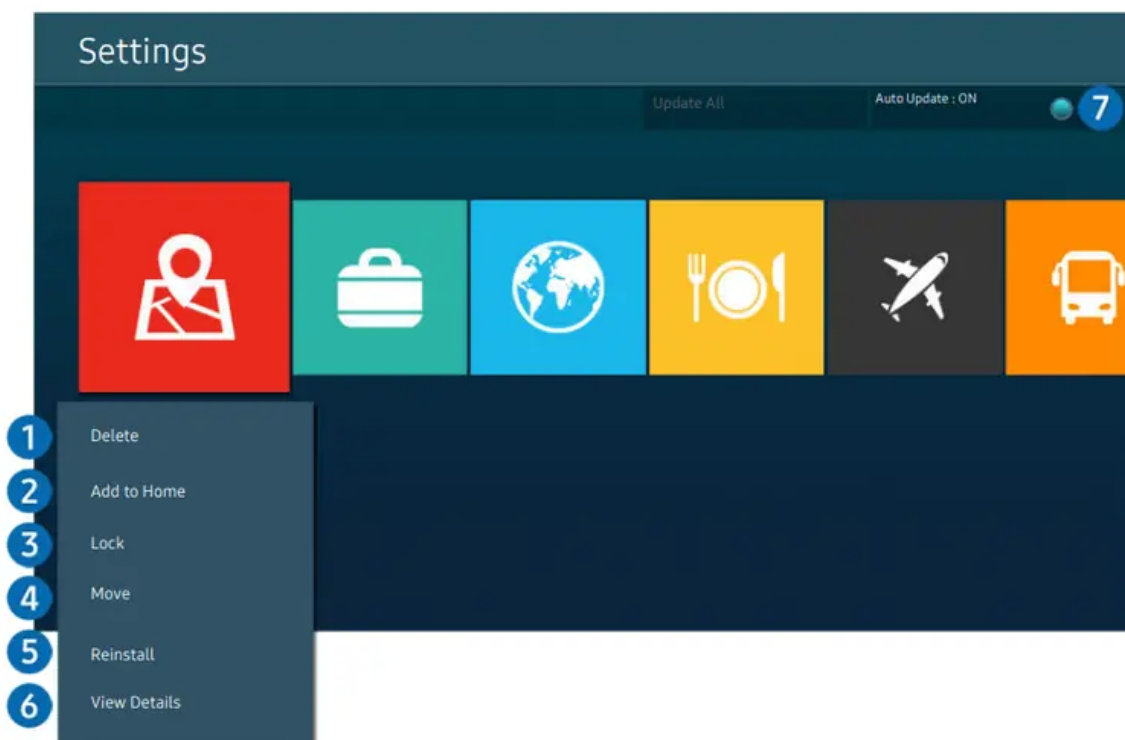 Settings
Update All
Auto Update : ON
7
1 Delete
2 Add to Home
3 Lock
4 Move
5 Reinstall
6 View Details